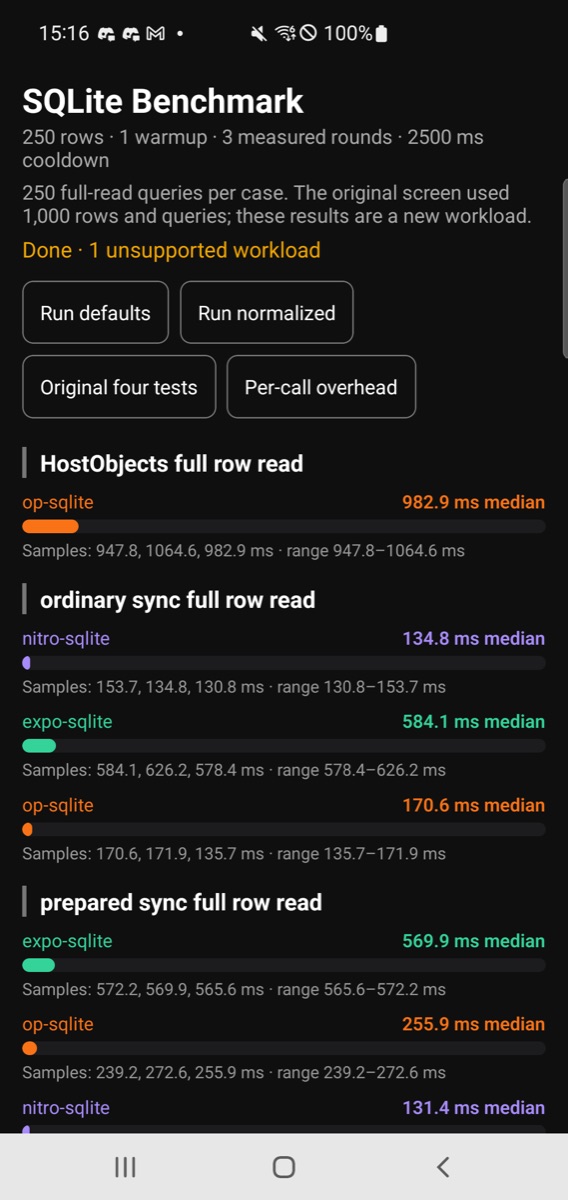 15:16 100%
SQLite Benchmark
250 rows · 1 warmup · 3 measured rounds · 2500 ms
cooldown
250 full-read queries per case. The original screen used
1,000 rows and queries; these results are a new workload.
Done · 1 unsupported workload
Run defaults Run normalized
Original four tests Per-call overhead
HostObjects full row read
op-sqlite 982.9 ms median
Samples: 947.8, 1064.6, 982.9 ms · range 947.8–1064.6 ms
ordinary sync full row read
nitro-sqlite 134.8 ms median
Samples: 153.7, 134.8, 130.8 ms · range 130.8–153.7 ms
expo-sqlite 584.1 ms median
Samples: 584.1, 626.2, 578.4 ms · range 578.4–626.2 ms
op-sqlite 170.6 ms median
Samples: 170.6, 171.9, 135.7 ms · range 135.7–171.9 ms
prepared sync full row read
expo-sqlite 569.9 ms median
Samples: 572.2, 569.9, 565.6 ms · range 565.6–572.2 ms
op-sqlite 255.9 ms median
Samples: 239.2, 272.6, 255.9 ms · range 239.2–272.6 ms
nitro-sqlite 131.4 ms median